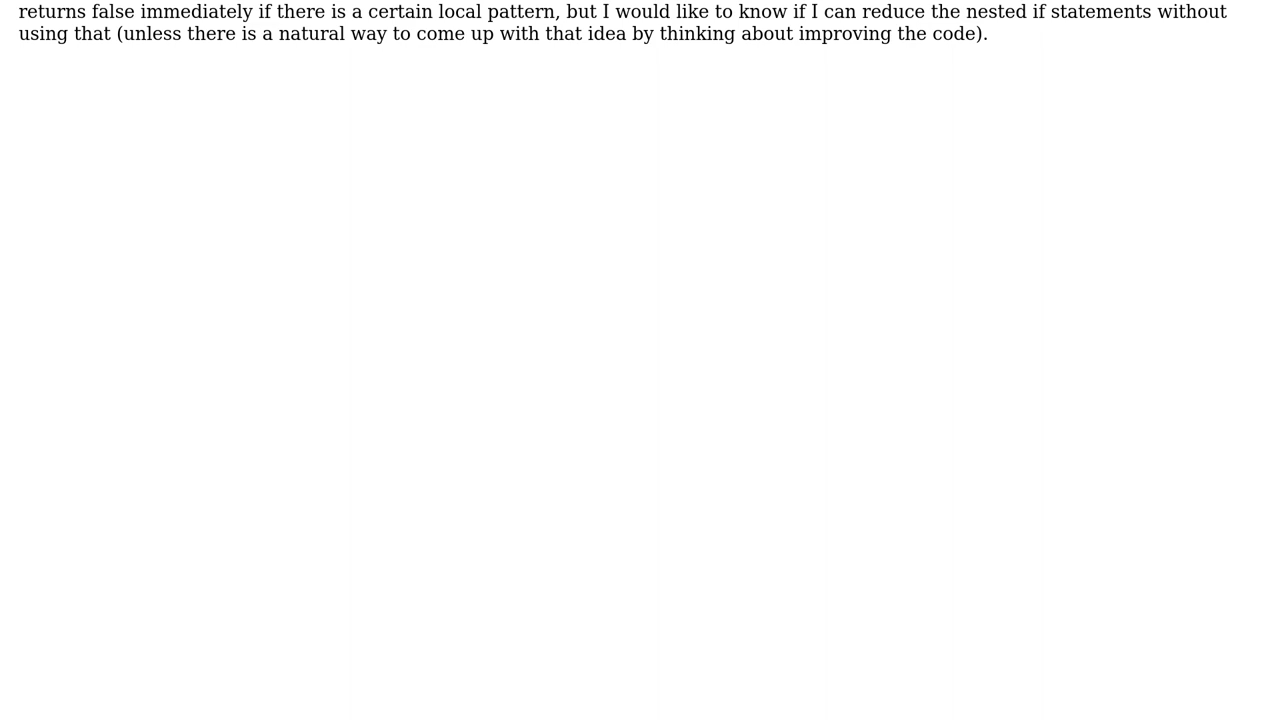 returns false immediately if there is a certain local pattern, but I would like to know if I can reduce the nested if statements without
using that (unless there is a natural way to come up with that idea by thinking about improving the code).